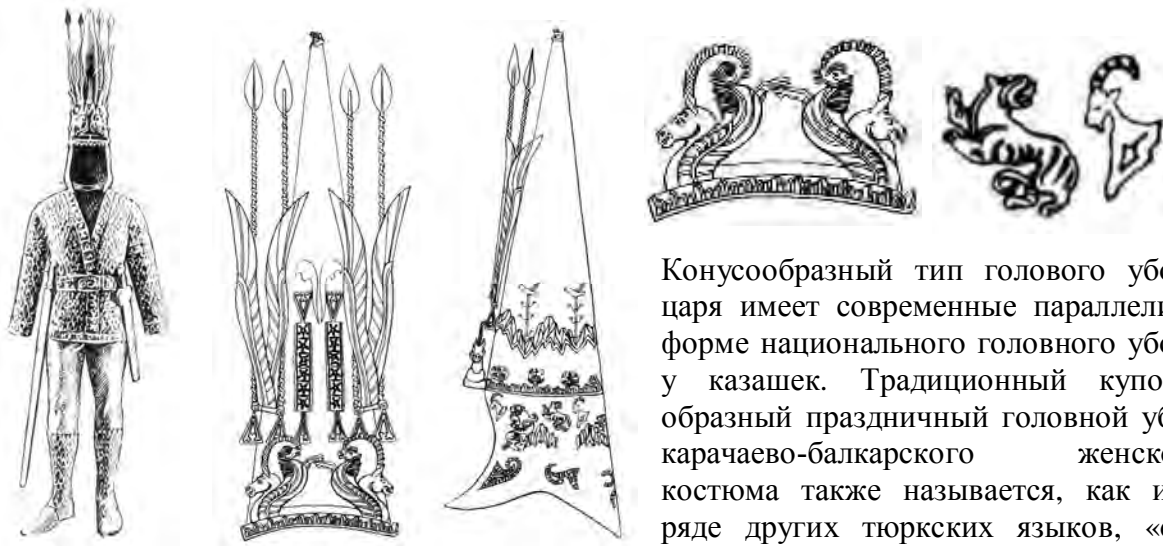 Конусообразный тип голового убо
царя имеет современные параллели
форме национального головного убо
у казашек. Традиционный купо
образный праздничный головной уб
карачаево-балкарского женско
костюма также называется, как и
ряде других тюркских языков,